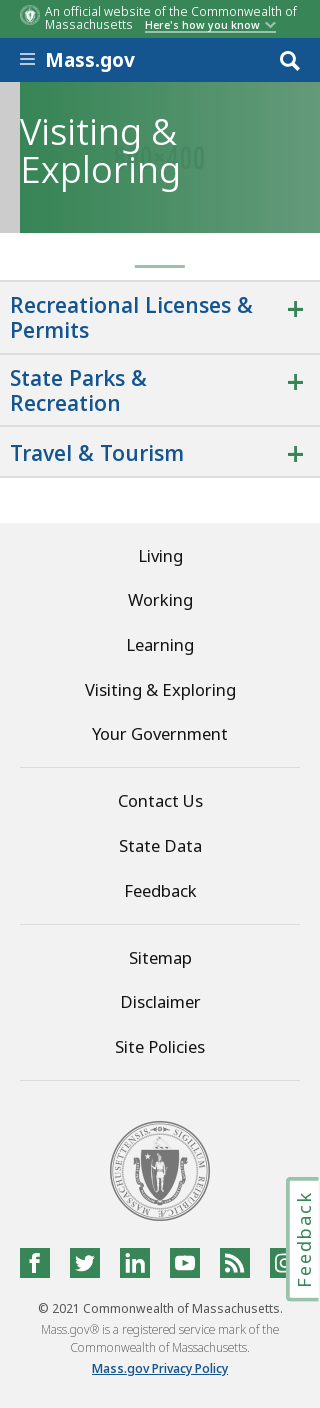 An official website of the Commonwealth of
Massachusetts Here's how you know
Mass.gov
Visiting &
Exploring
Recreational Licenses &
Permits
State Parks &
Recreation
Travel & Tourism
Living
Working
Learning
Visiting & Exploring
Your Government
Contact Us
State Data
Feedback
Sitemap
Disclaimer
Site Policies
Feedback
© 2021 Commonwealth of Massachusetts.
Mass.gov® is a registered service mark of the
Commonwealth of Massachusetts.
Mass.gov Privacy Policy